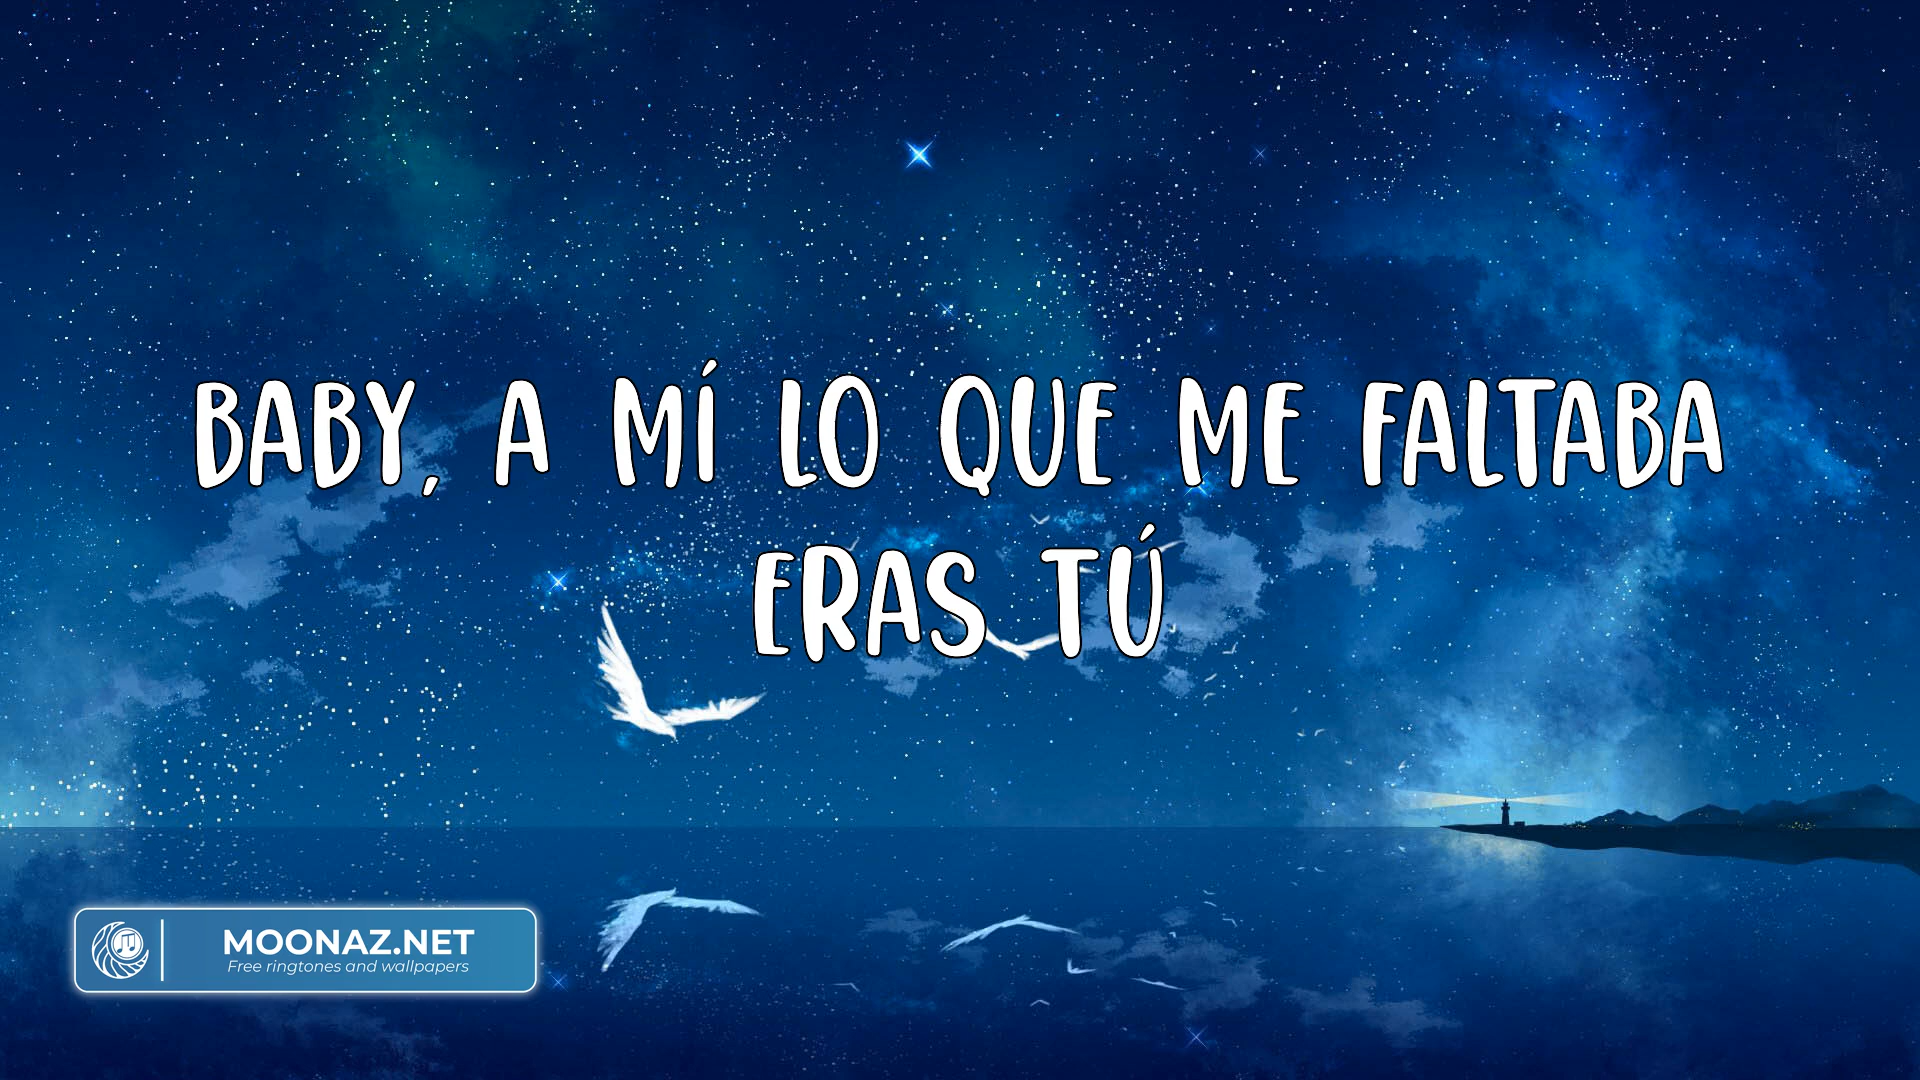 BABY, A MÍ LO QUE ME FALTABA
ERAS TÚ
MOONAZ.NET
Free ringtones and wallpapers